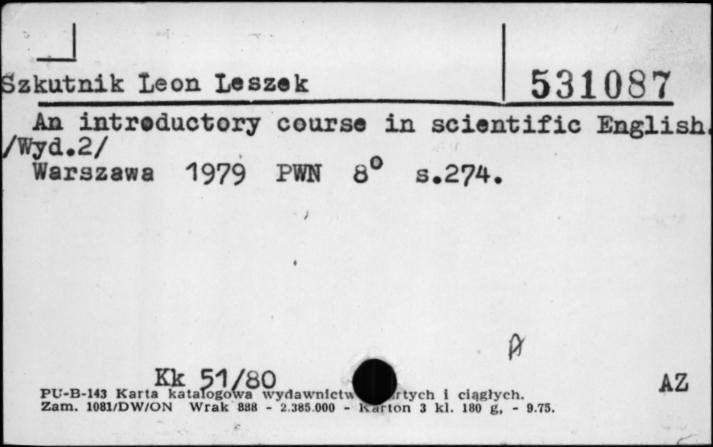 Szkutnik Leon Leszek 531087
An introductory course in scientific English.
/Wyd.2/
Warszawa 1979 PWN 8° s.274.
Kk 51/80 AZ
PU-B-143 Karta katalogowa wydawnictw rtych i ciągłych.
Zam. 1081/DW/ON Wrak 888 - 2.385.000 - Karton 3 kl. 180 g, - 9.75.